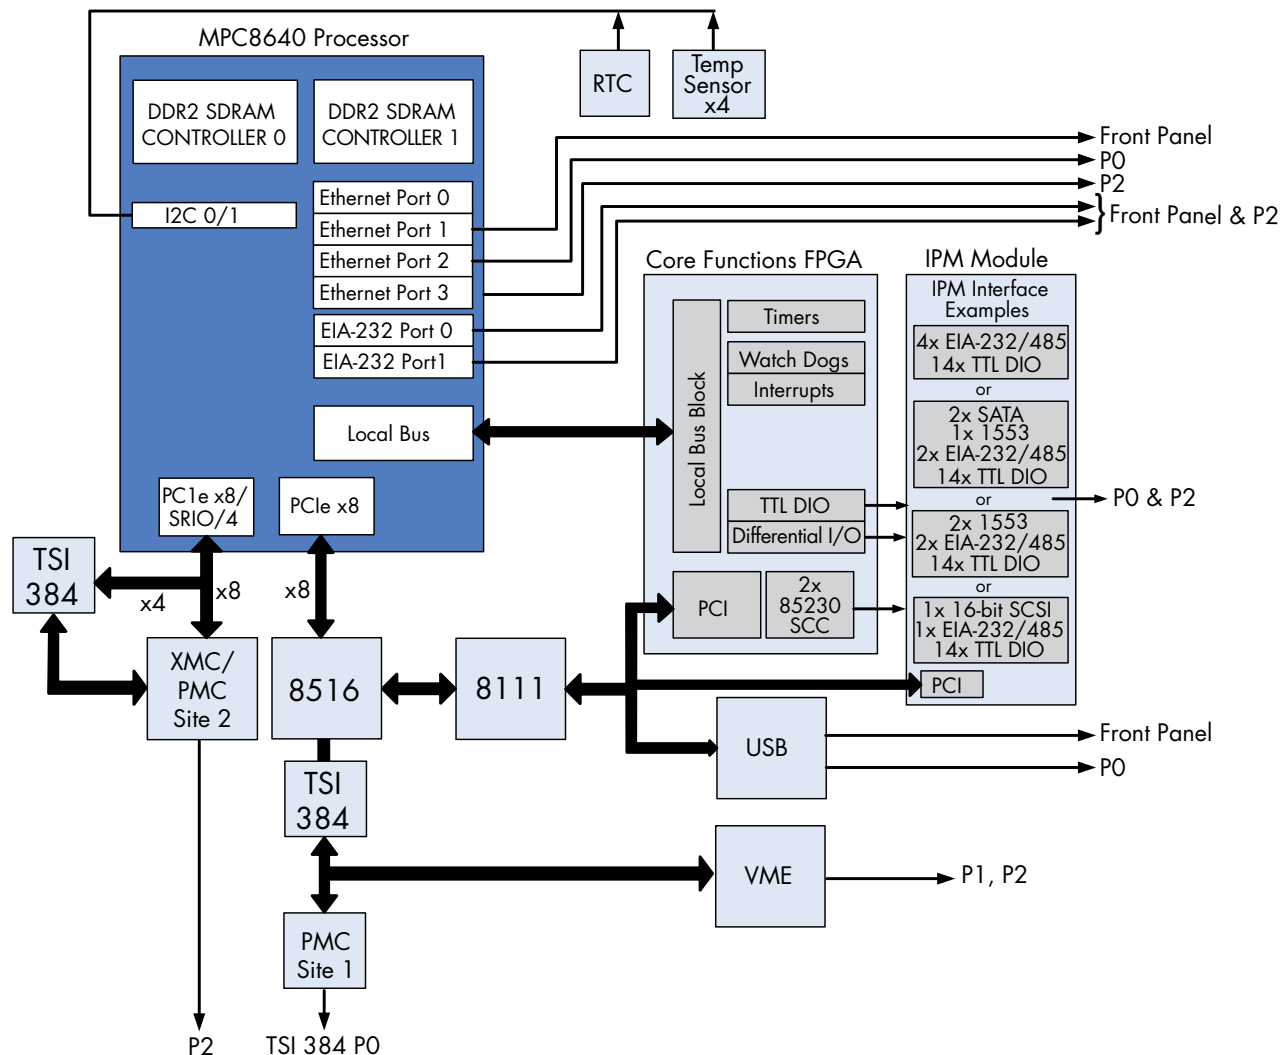 MPC8640 Processor
RTC
Temp
Sensor
x4
DDR2 SDRAM
CONTROLLER 0
DDR2 SDRAM
CONTROLLER 1
I2C 0/1
Ethernet Port 0
Ethernet Port 1
Ethernet Port 2
Ethernet Port 3
EIA-232 Port 0
EIA-232 Port1
Local Bus
PC1e x8/
SRIO/4
PCIe x8
Front Panel
P0
P2
Front Panel & P2
Core Functions FPGA
Local Bus Block
Timers
Watch Dogs
Interrupts
TTL DIO
Differential I/O
PCI
2x
85230
SCC
IPM Module
IPM Interface
Examples
4x EIA-232/485
14x TTL DIO
or
2x SATA
1x 1553
2x EIA-232/485
14x TTL DIO
or
2x 1553
2x EIA-232/485
14x TTL DIO
or
1x 16-bit SCSI
1x EIA-232/485
14x TTL DIO
PCI
P0 & P2
TSI
384
x4
x8
x8
XMC/
PMC
Site 2
8516
8111
USB
Front Panel
P0
TSI
384
VME
P1, P2
PMC
Site 1
P2
TSI 384 P0